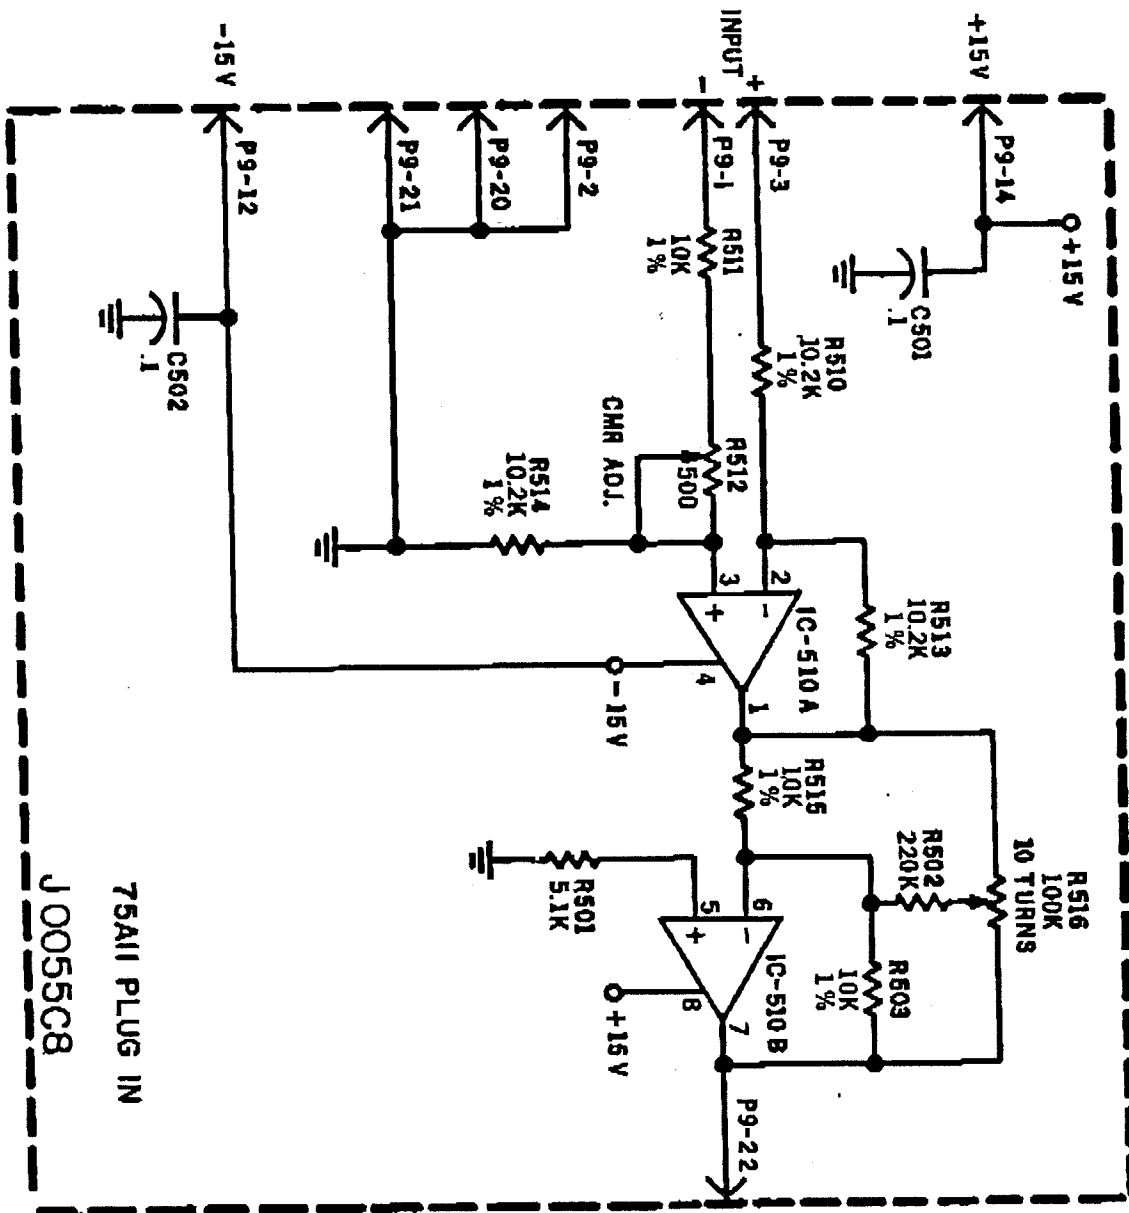 -15V
INPUT
-
+
+15V
P9-12
P9-21
P9-20
P9-2
P9-1
P9-3
P9-14
+15V
R511
10K
1%
C501
.1
C502
.1
R510
10.2K
1%
CMR ADJ.
R512
500
R514
10.2K
1%
3
2
+
-
IC-510A
4
1
R513
10.2K
1%
-15V
R515
10K
1%
R501
5.1K
R502
220K
R516
100K
10 TURNS
5
6
+
-
IC-510B
8
7
R503
10K
1%
+15V
P9-22
75A11 PLUG IN
J0055C8